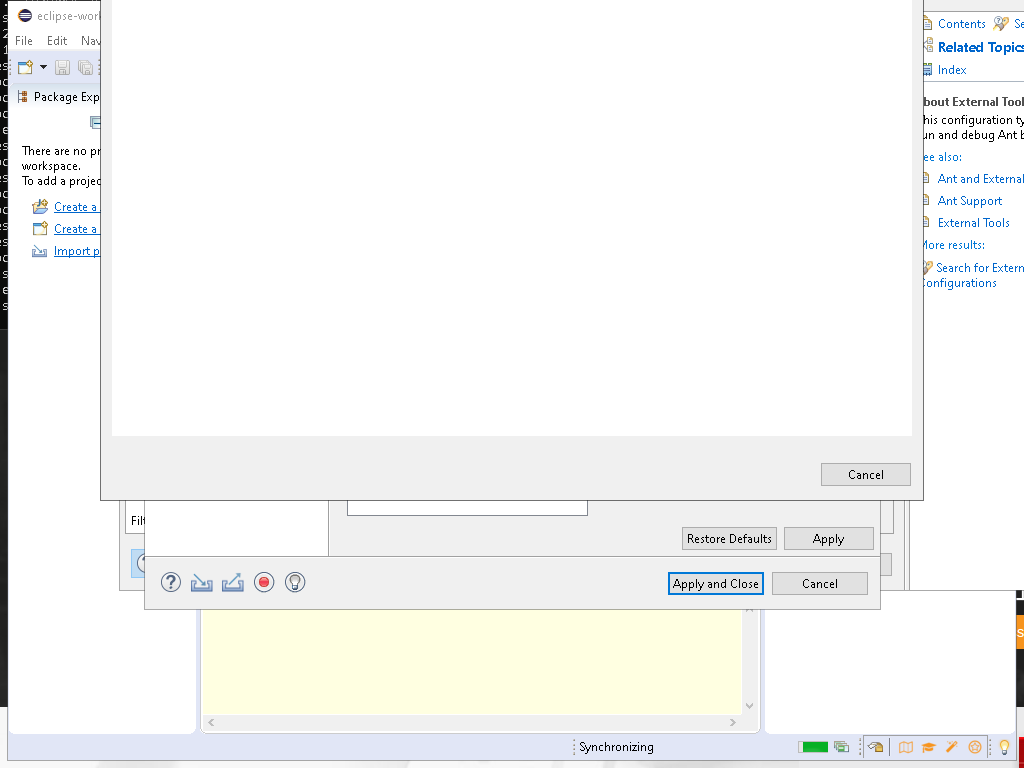 eclipse-work
File Edit Nav
Package Exp
There are no pr
workspace.
To add a projec
Create a
Create a
Import p
Contents Se
Related Topics
Index
bout External Tool
his configuration ty
un and debug Ant b
ee also:
Ant and External
Ant Support
External Tools
More results:
Search for Extern
onfigurations
Cancel
Filt
Restore Defaults Apply
Apply and Close Cancel
Synchronizing